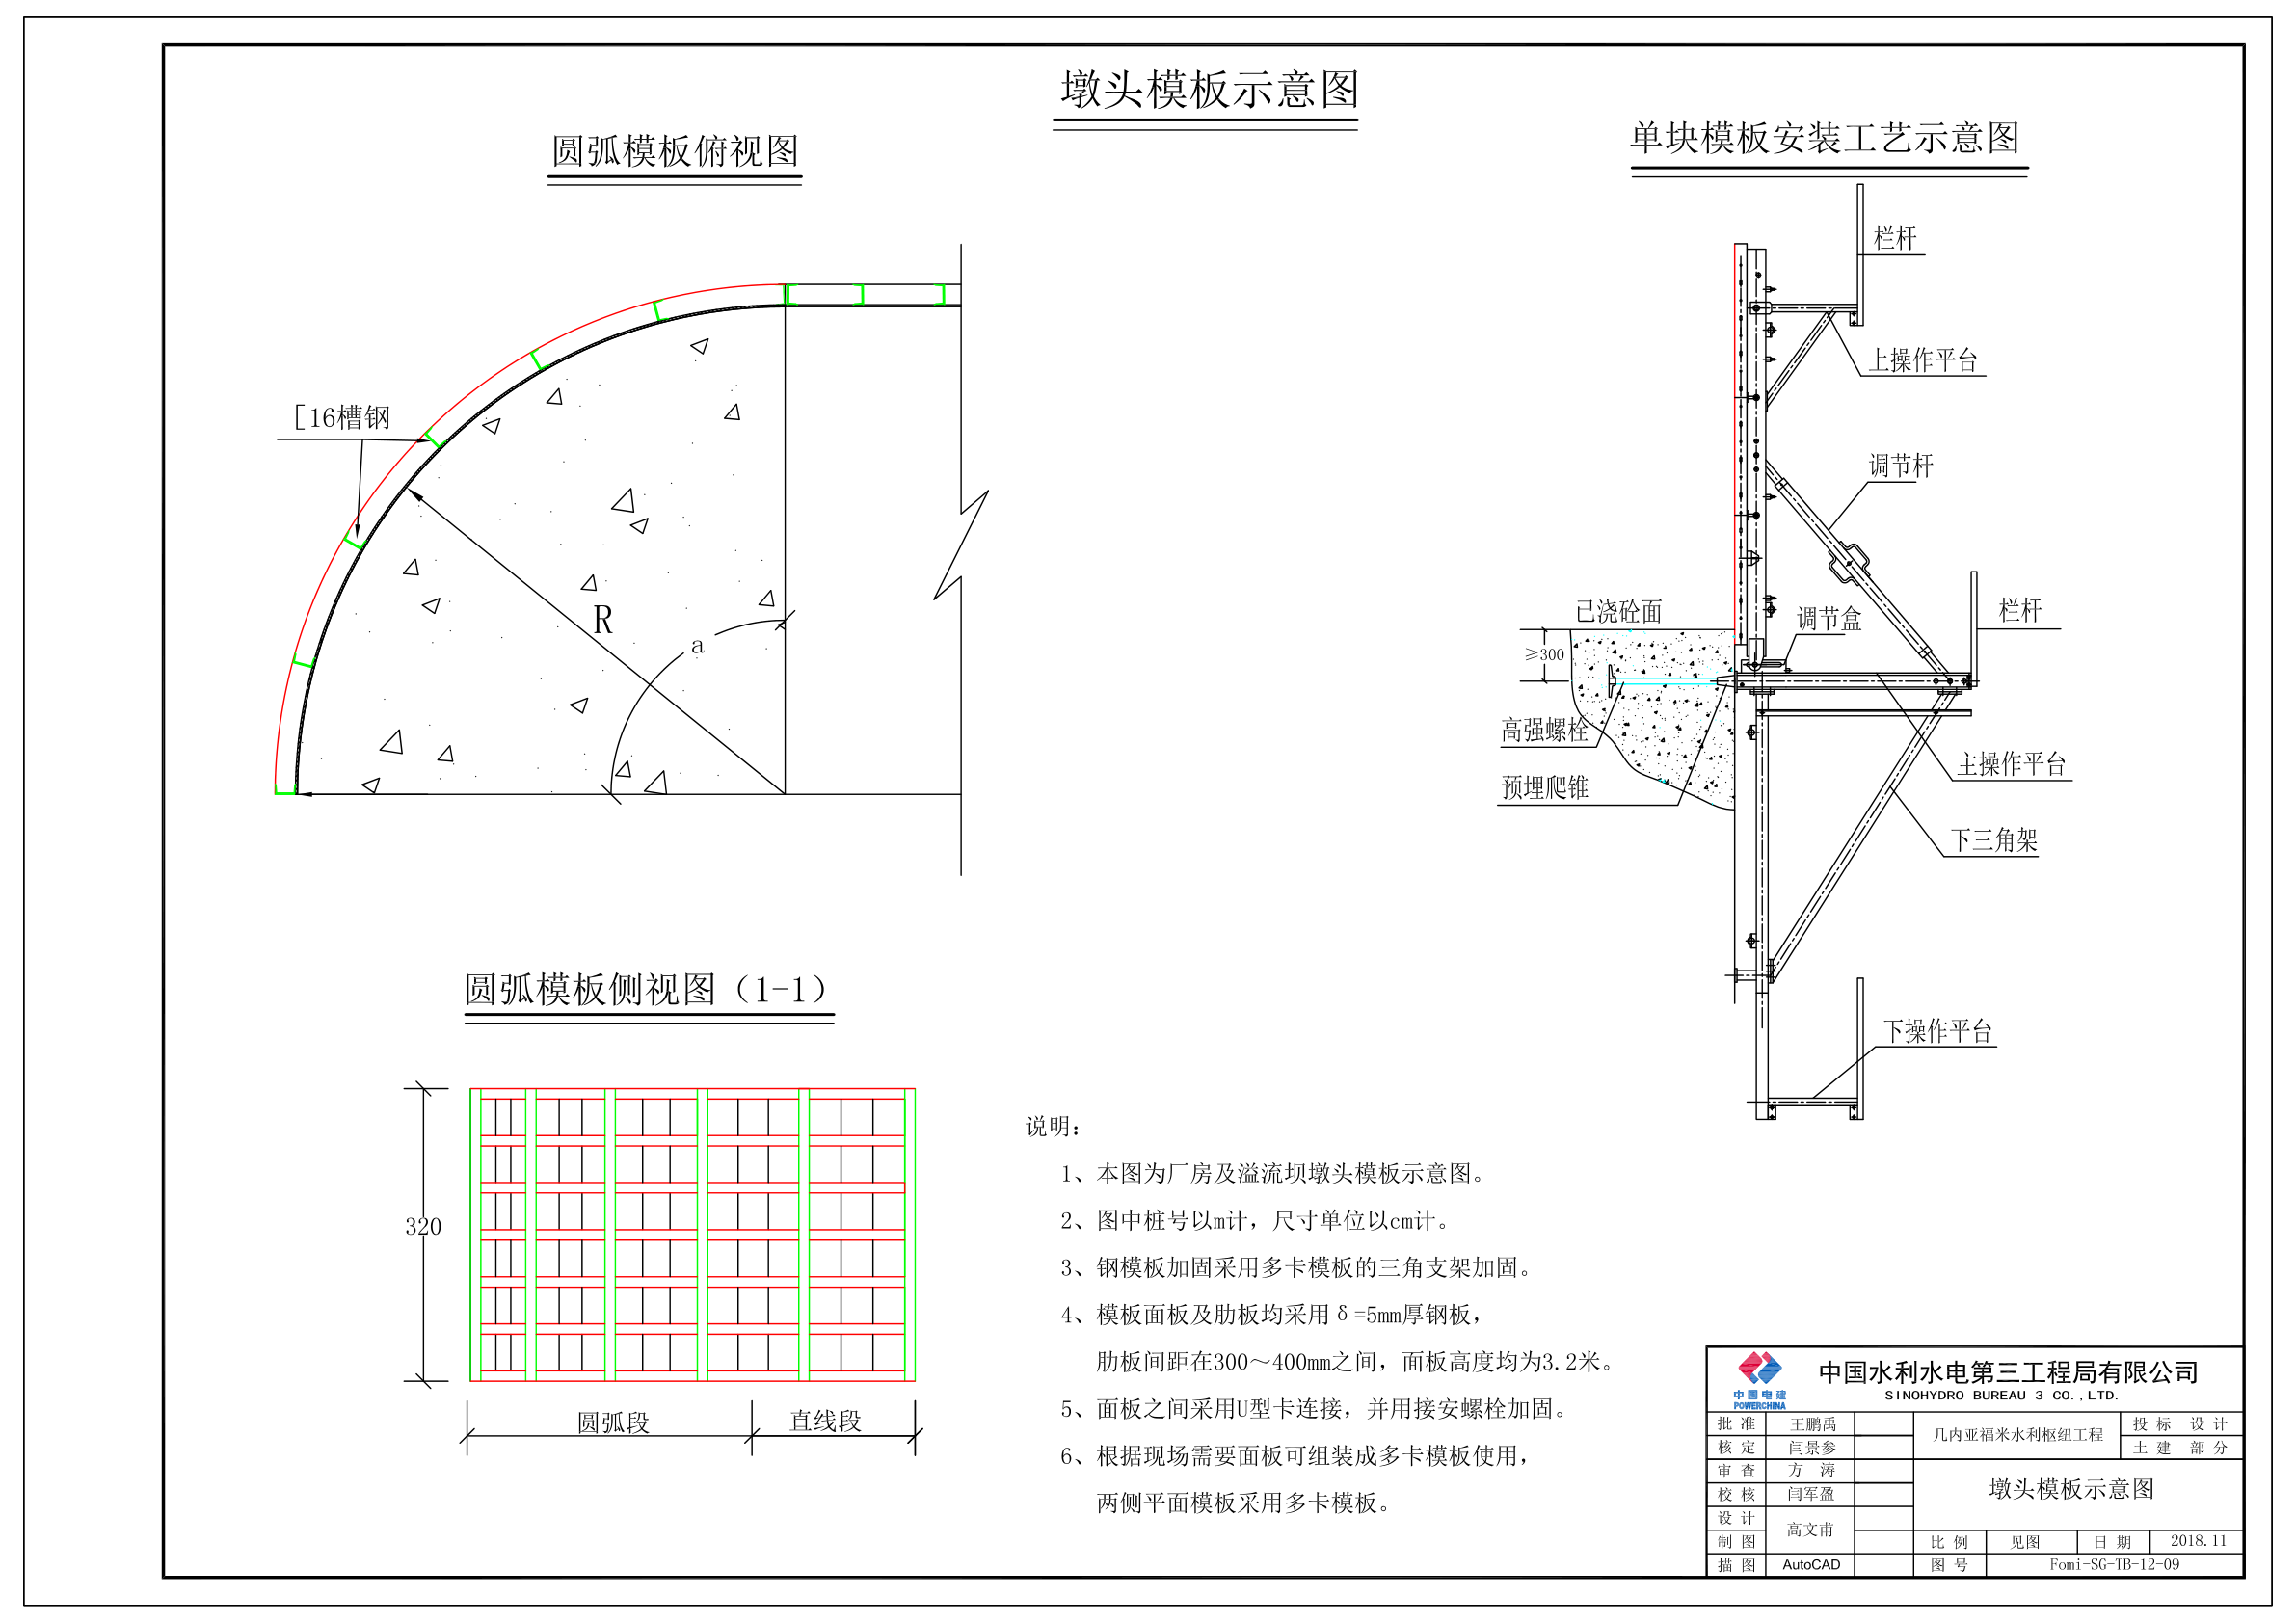 墩头模板示意图
圆弧模板俯视图
[16槽钢
R
a
单块模板安装工艺示意图
栏杆
上操作平台
调节杆
已浇砼面
≥300
调节盒
栏杆
高强螺栓
预埋爬锥
主操作平台
下三角架
下操作平台
圆弧模板侧视图（1-1）
320
圆弧段
直线段
说明：
1、本图为厂房及溢流坝墩头模板示意图。
2、图中桩号以m计，尺寸单位以cm计。
3、钢模板加固采用多卡模板的三角支架加固。
4、模板面板及肋板均采用δ=5mm厚钢板，
肋板间距在300～400mm之间，面板高度均为3.2米。
5、面板之间采用U型卡连接，并用接安螺栓加固。
6、根据现场需要面板可组装成多卡模板使用，
两侧平面模板采用多卡模板。
中国电建
POWERCHINA
中国水利水电第三工程局有限公司
SINOHYDRO BUREAU 3 CO.,LTD.
批 准 王鹏禹
核 定 闫景参
审 查 方 涛
校 核 闫军盈
设 计
制 图
高文甫
描 图 AutoCAD
几内亚福米水利枢纽工程
投 标 设 计
土 建 部 分
墩头模板示意图
比 例 见图 日 期 2018.11
图 号 Fomi-SG-TB-12-09